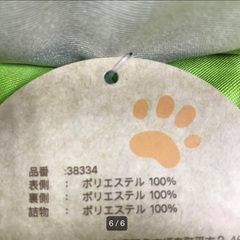 品番 :38334
表側 : ポリエステル 100%
裏側 : ポリエステル 100%
詰物 : ポリエステル 100%
6/6